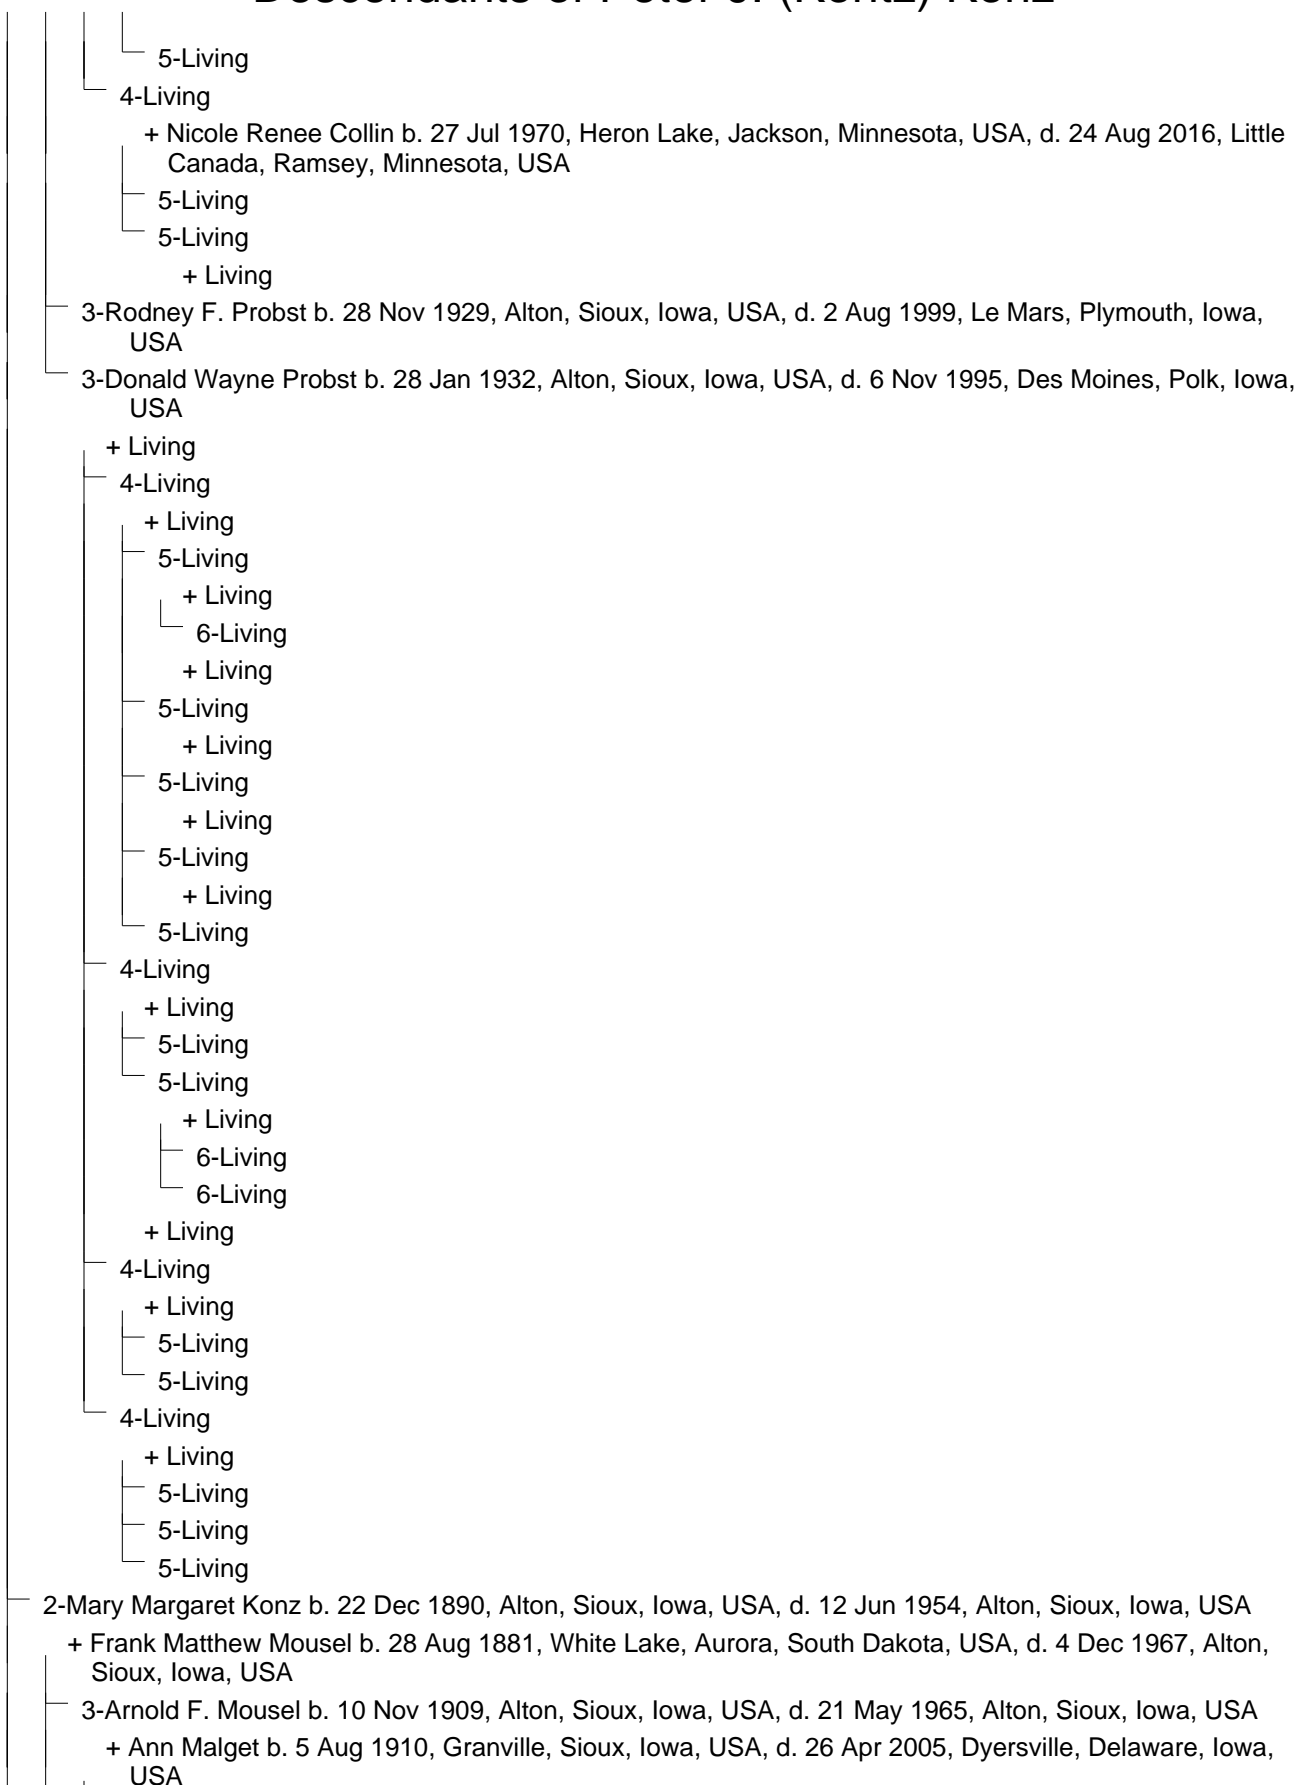 Descendants of Peter J. (Kontz) Konz
5-Living
4-Living
+ Nicole Renee Collin b. 27 Jul 1970, Heron Lake, Jackson, Minnesota, USA, d. 24 Aug 2016, Little
Canada, Ramsey, Minnesota, USA
5-Living
5-Living
+ Living
3-Rodney F. Probst b. 28 Nov 1929, Alton, Sioux, Iowa, USA, d. 2 Aug 1999, Le Mars, Plymouth, Iowa,
USA
3-Donald Wayne Probst b. 28 Jan 1932, Alton, Sioux, Iowa, USA, d. 6 Nov 1995, Des Moines, Polk, Iowa,
USA
+ Living
4-Living
+ Living
5-Living
+ Living
6-Living
+ Living
5-Living
+ Living
5-Living
+ Living
5-Living
+ Living
5-Living
4-Living
+ Living
5-Living
5-Living
+ Living
6-Living
6-Living
+ Living
4-Living
+ Living
5-Living
5-Living
4-Living
+ Living
5-Living
5-Living
5-Living
2-Mary Margaret Konz b. 22 Dec 1890, Alton, Sioux, Iowa, USA, d. 12 Jun 1954, Alton, Sioux, Iowa, USA
+ Frank Matthew Mousel b. 28 Aug 1881, White Lake, Aurora, South Dakota, USA, d. 4 Dec 1967, Alton,
Sioux, Iowa, USA
3-Arnold F. Mousel b. 10 Nov 1909, Alton, Sioux, Iowa, USA, d. 21 May 1965, Alton, Sioux, Iowa, USA
+ Ann Malget b. 5 Aug 1910, Granville, Sioux, Iowa, USA, d. 26 Apr 2005, Dyersville, Delaware, Iowa,
USA